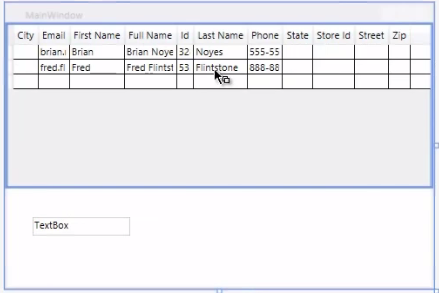 MainWindow
City Email First Name Full Name Id Last Name Phone State Store Id Street Zip
brian. Brian Brian Noye 32 Noyes 555-55
fred.fl Fred Fred Flintst 53 Flintstone 888-88
TextBox